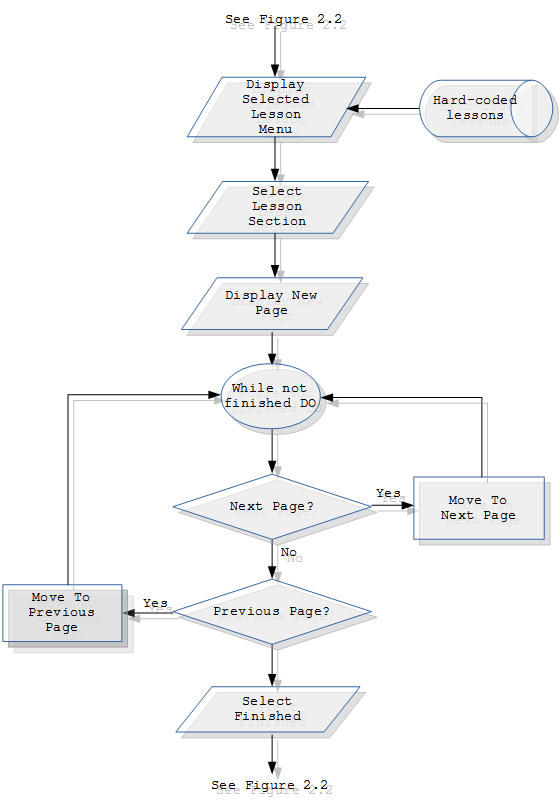 See Figure 2.2
Display
Selected
Lesson
Menu
Hard-coded
lessons
Select
Lesson
Section
Display New
Page
While not
finished DO
Next Page?
Yes
Move To
Next Page
No
Previous Page?
Yes
Move To
Previous
Page
Select
Finished
See Figure 2.2